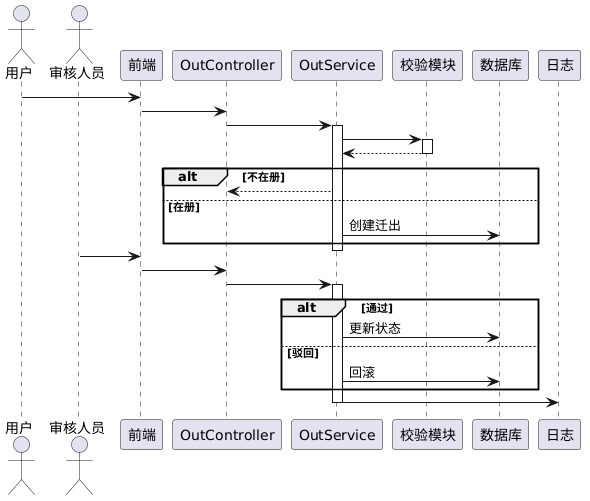 用户
审核人员
前端
OutController
OutService
校验模块
数据库
日志
alt
[不在册]
[在册]
创建迁出
alt
[通过]
更新状态
[驳回]
回滚
用户
审核人员
前端
OutController
OutService
校验模块
数据库
日志